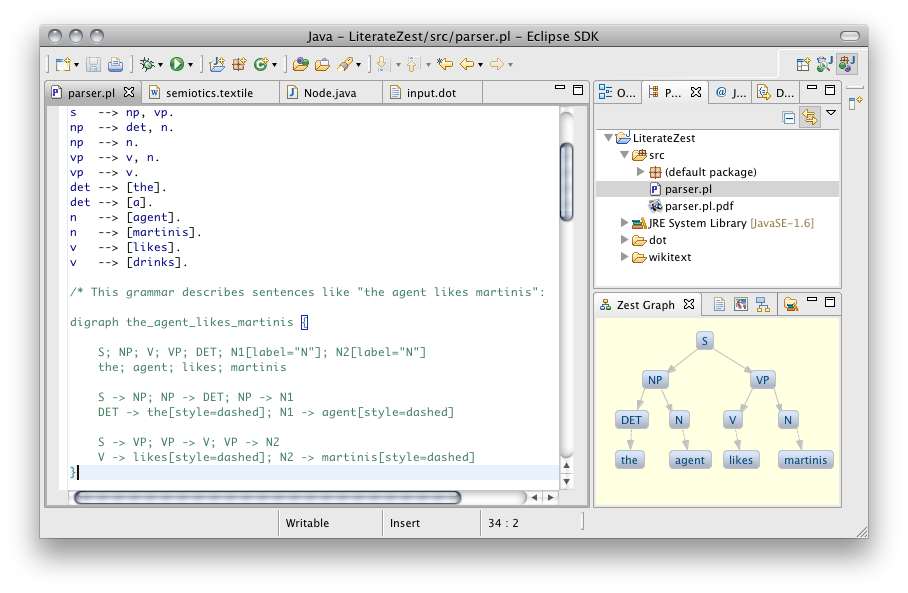 Java – LiterateZest/src/parser.pl – Eclipse SDK
parser.pl
semiotics.textile
Node.java
input.dot
s --> np, vp.
np --> det, n.
np --> n.
vp --> v, n.
vp --> v.
det --> [the].
det --> [a].
n --> [agent].
n --> [martinis].
v --> [likes].
v --> [drinks].
/* This grammar describes sentences like "the agent likes martinis":
digraph the_agent_likes_martinis {
S; NP; V; VP; DET; N1[label="N"]; N2[label="N"]
the; agent; likes; martinis
S -> NP; NP -> DET; NP -> N1
DET -> the[style=dashed]; N1 -> agent[style=dashed]
S -> VP; VP -> V; VP -> N2
V -> likes[style=dashed]; N2 -> martinis[style=dashed]
}
O...
P...
@ J...
D...
LiterateZest
src
(default package)
parser.pl
parser.pl.pdf
JRE System Library [JavaSE-1.6]
dot
wikitext
Zest Graph
S
NP VP
DET N V N
the agent likes martinis
Writable
Insert
34 : 2